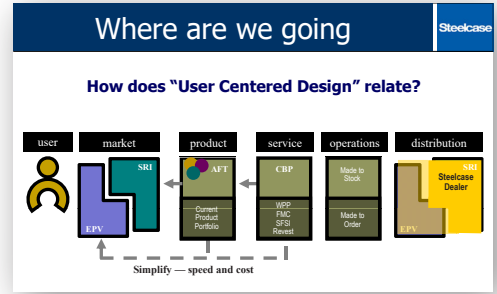 Where are we going
Steelcase
How does “User Centered Design” relate?
user
market
product
service
operations
distribution
SRI
EPV
AFT
Current
Product
Portfolio
CBP
WPP
FMC
SFSI
Revest
Made to
Stock
Made to
Order
SRI
Steelcase
Dealer
EPV
Simplify — speed and cost